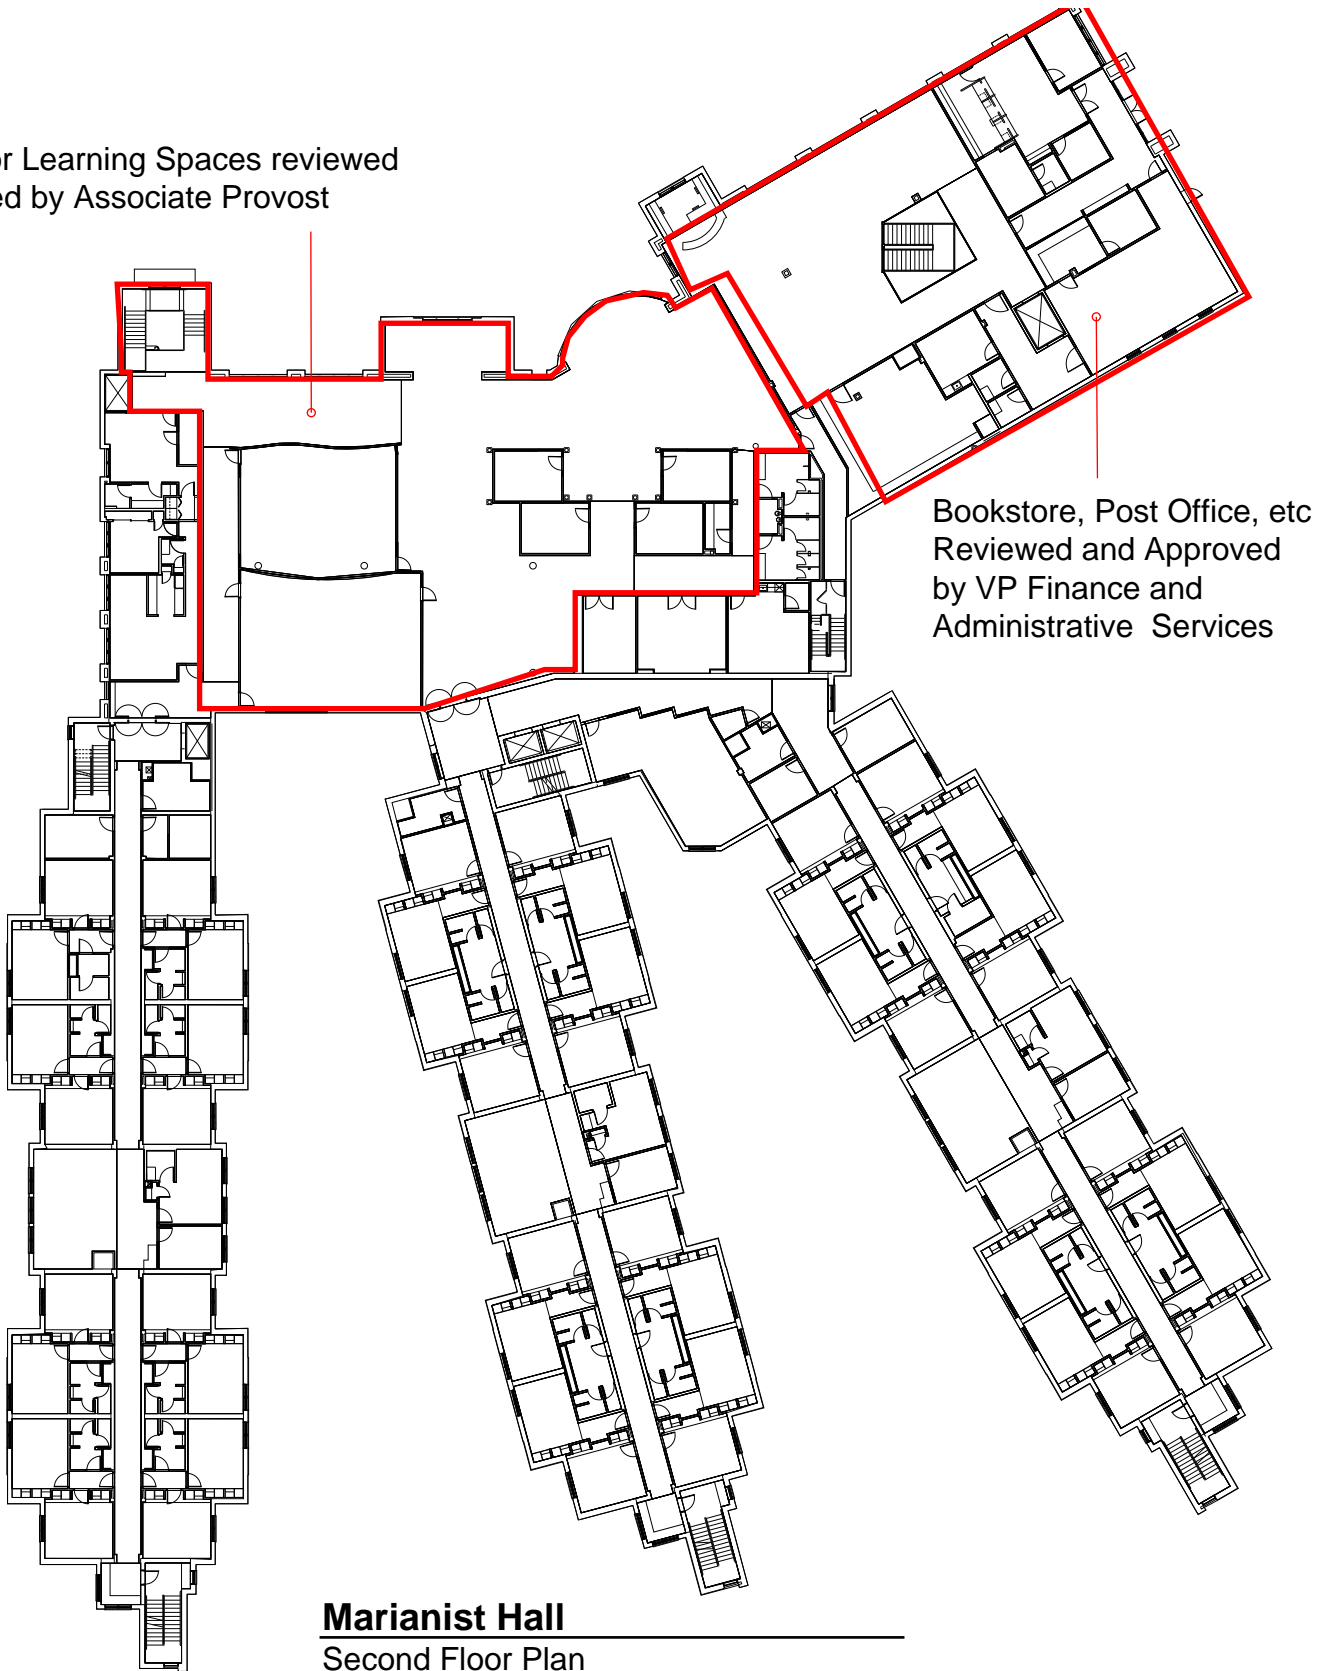 or Learning Spaces reviewed
ed by Associate Provost
Bookstore, Post Office, etc
Reviewed and Approved
by VP Finance and
Administrative Services
Marianist Hall
Second Floor Plan